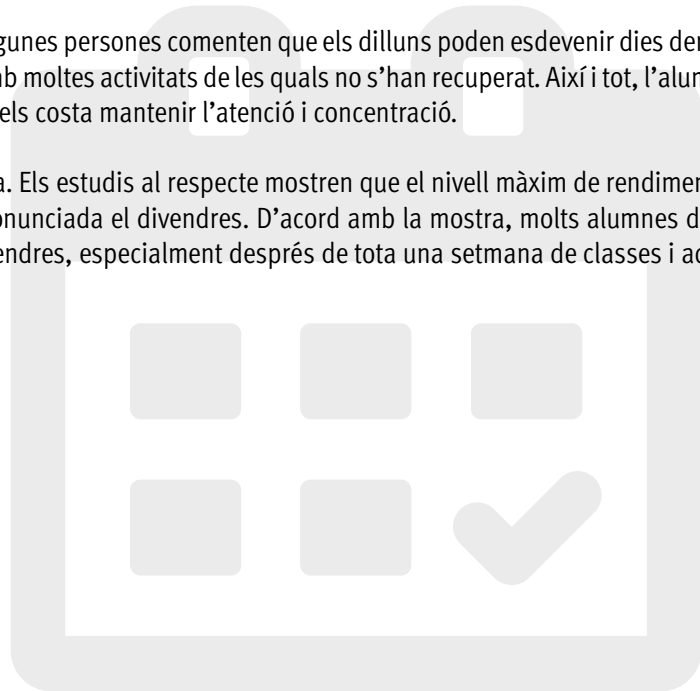 gunes persones comenten que els dilluns poden esdevenir dies den
mb moltes activitats de les quals no s’han recuperat. Així i tot, l’alum
els costa mantenir l’atenció i concentració.
a. Els estudis al respecte mostren que el nivell màxim de rendimen
onunciada el divendres. D’acord amb la mostra, molts alumnes d
endres, especialment després de tota una setmana de classes i ac